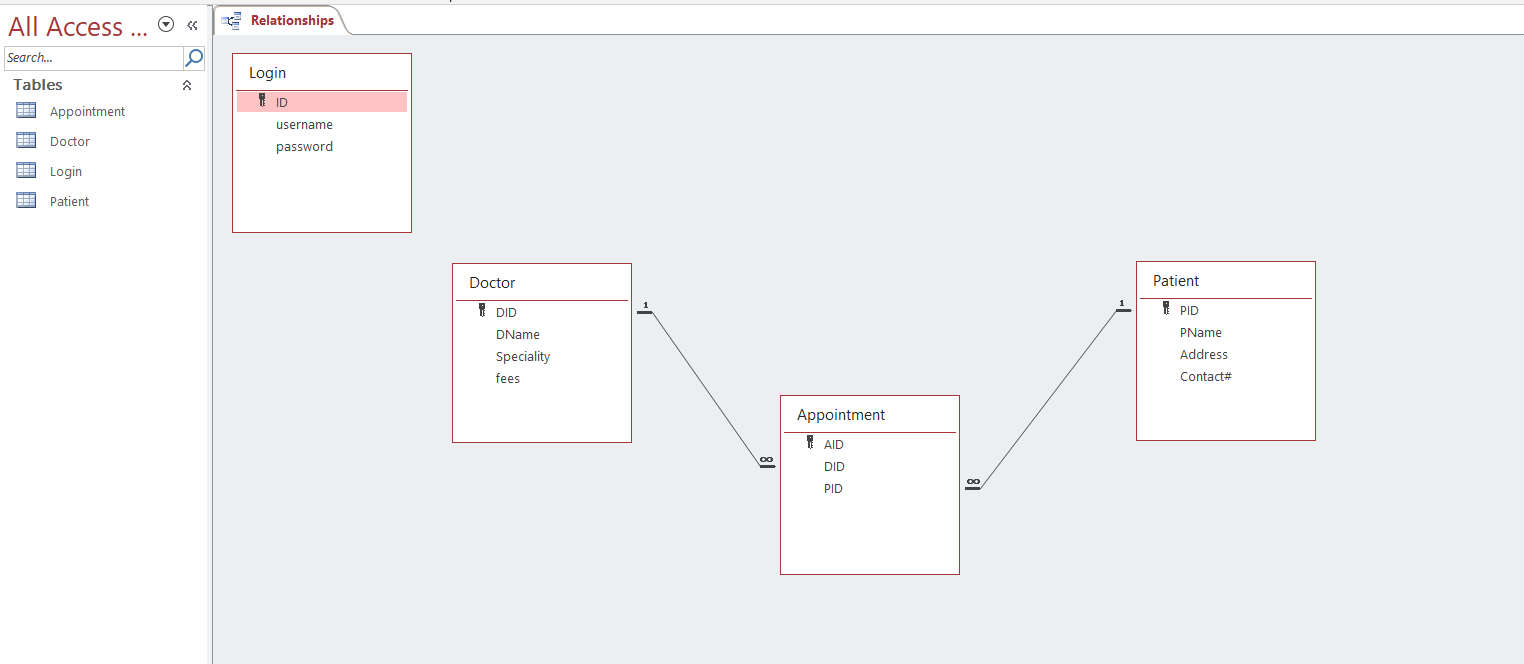 All Access ...
Search...
Tables
Appointment
Doctor
Login
Patient
Relationships
Login
ID
username
password
Doctor
DID
DName
Speciality
fees
1
∞
Appointment
AID
DID
PID
∞
1
Patient
PID
PName
Address
Contact#